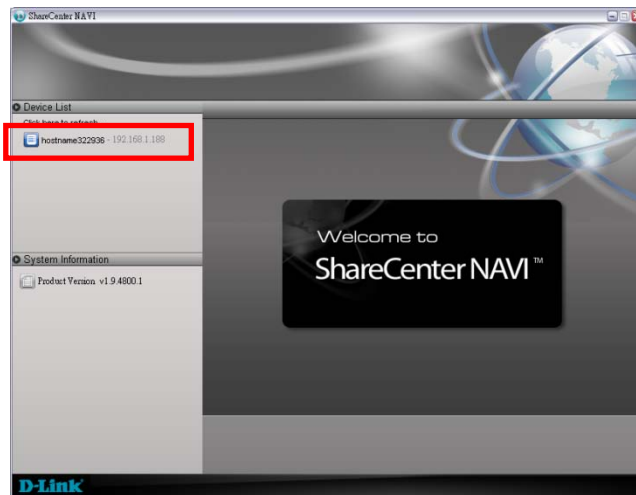 ShareCenter NAVI
Device List
Click here to refresh
hostname322936 - 192.168.1.188
Welcome to
ShareCenter NAVI™
System Information
Product Version v1.9.4800.1
D-Link